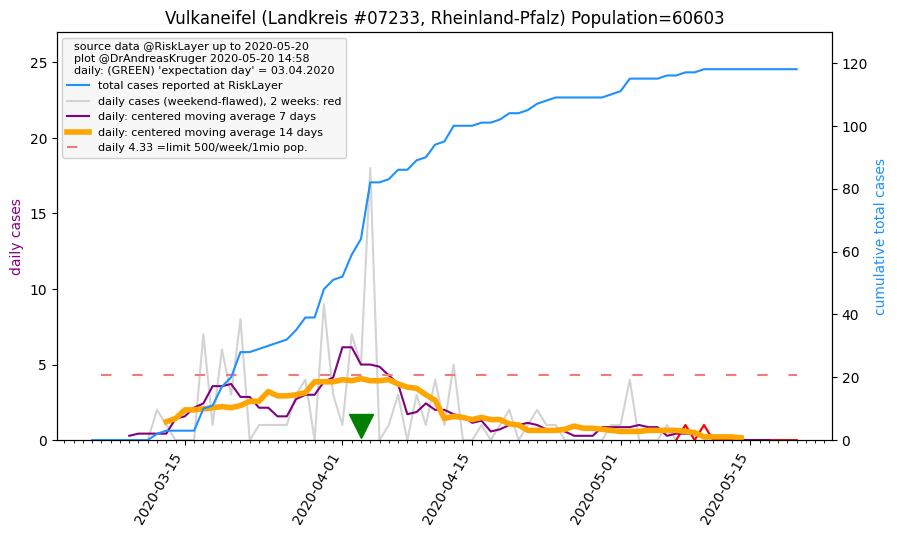 Vulkaneifel (Landkreis #07233, Rheinland-Pfalz) Population=60603
source data @RiskLayer up to 2020-05-20
plot @DrAndreasKruger 2020-05-20 14:58
daily: (GREEN) 'expectation day' = 03.04.2020
total cases reported at RiskLayer
daily cases (weekend-flawed), 2 weeks: red
daily: centered moving average 7 days
daily: centered moving average 14 days
daily 4.33 =limit 500/week/1mio pop.
daily cases
25
20
15
10
5
0
cumulative total cases
120
100
80
60
40
20
0
2020-03-15
2020-04-01
2020-04-15
2020-05-01
2020-05-15